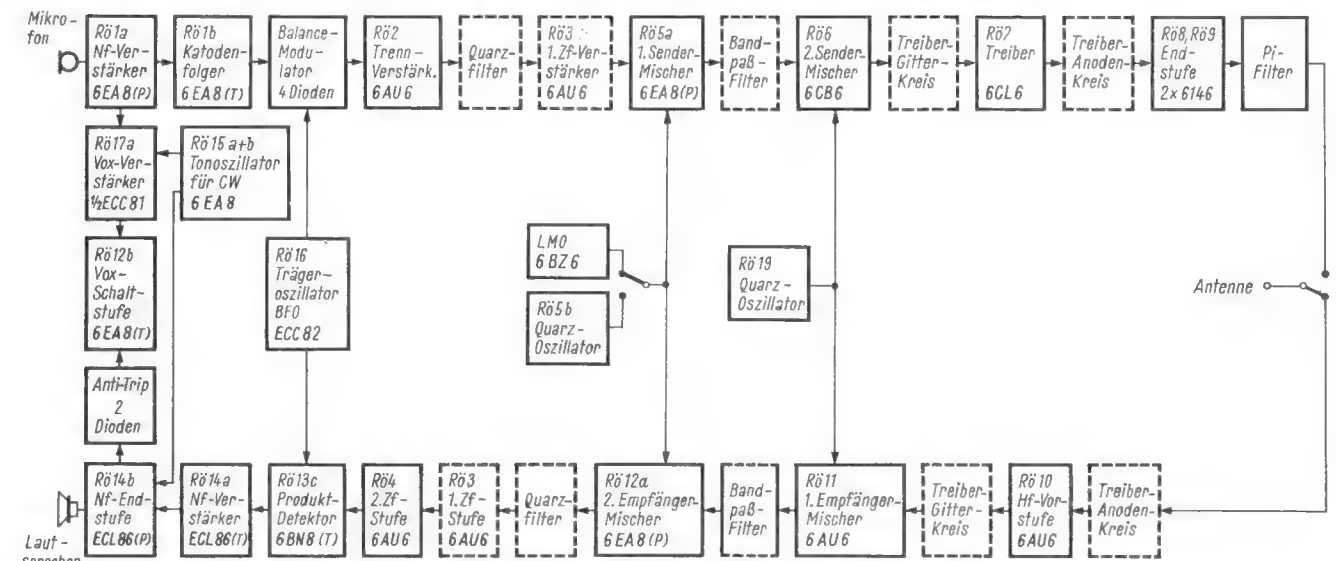 Mikro-
fon
Rö1a
Nf-Ver-
stärker
6EA8(P)
Rö1b
Katoden-
folger
6EA8(T)
Balance-
Modu-
lator
4 Dioden
Rö2
Trenn-
Verstärk.
6AU6
Quarz-
filter
Rö3
1.Zf-Ver-
stärker
6AU6
Rö5a
1.Sender-
Mischer
6EA8(P)
Band-
paß-
Filter
Rö6
2.Sender-
Mischer
6CB6
Treiber-
Gitter-
Kreis
Rö7
Treiber
6CL6
Treiber-
Anoden-
Kreis
Rö8, Rö9
End-
stufe
2x6146
Pi-
Filter
Rö17a
Vox-Ver-
stärker
½ECC81
Rö15 a+b
Tonoszillator
für CW
6EA8
Rö12b
Vox-
Schalt-
stufe
6EA8(T)
Rö16
Träger-
oszillator
BFO
ECC82
LMO
6BZ6
Rö5b
Quarz-
Oszillator
Rö19
Quarz-
Oszillator
Antenne
Anti-Trip
2
Dioden
Rö14b
Nf-End-
stufe
ECL86(P)
Rö14a
Nf-Ver-
stärker
ECL86(T)
Rö13c
Produkt-
Detektor
6BN8(T)
Rö4
2.Zf-
Stufe
6AU6
Rö3
1.Zf-
Stufe
6AU6
Quarz-
filter
Rö12a
2.Empfänger-
Mischer
6EA8(P)
Band-
paß-
Filter
Rö11
1.Empfänger-
Mischer
6AU6
Treiber-
Gitter-
Kreis
Rö10
Hf-Vor-
stufe
6AU6
Treiber-
Anoden-
Kreis
Laut-